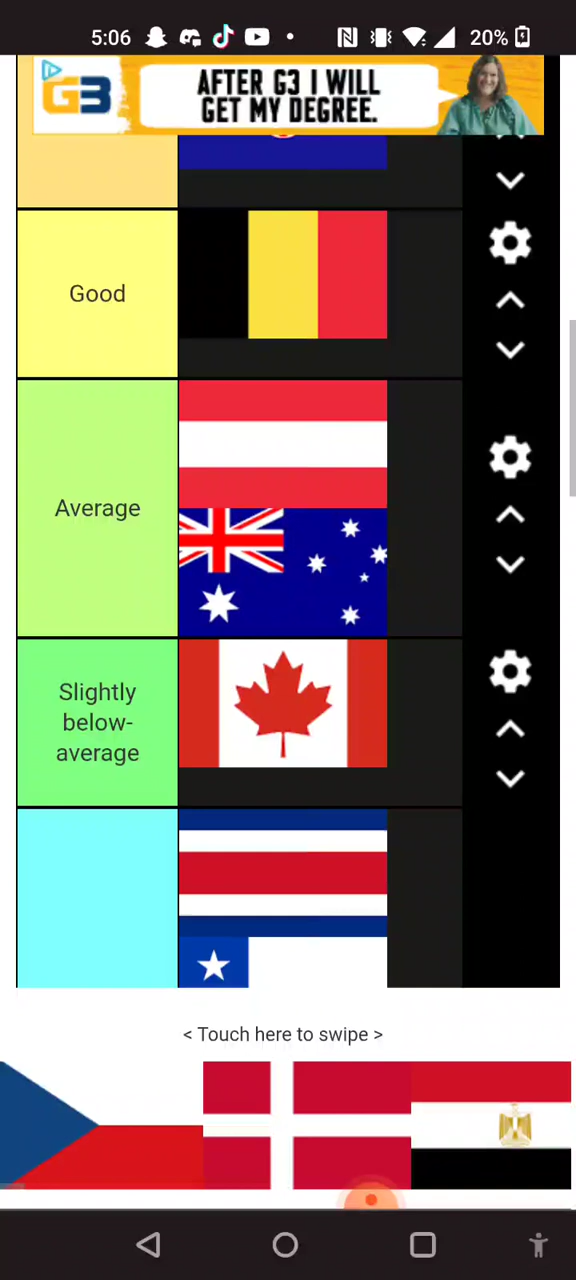 5:06
20%
G3
AFTER G3 I WILL
GET MY DEGREE.
Good
Average
Slightly
below-
average
< Touch here to swipe >